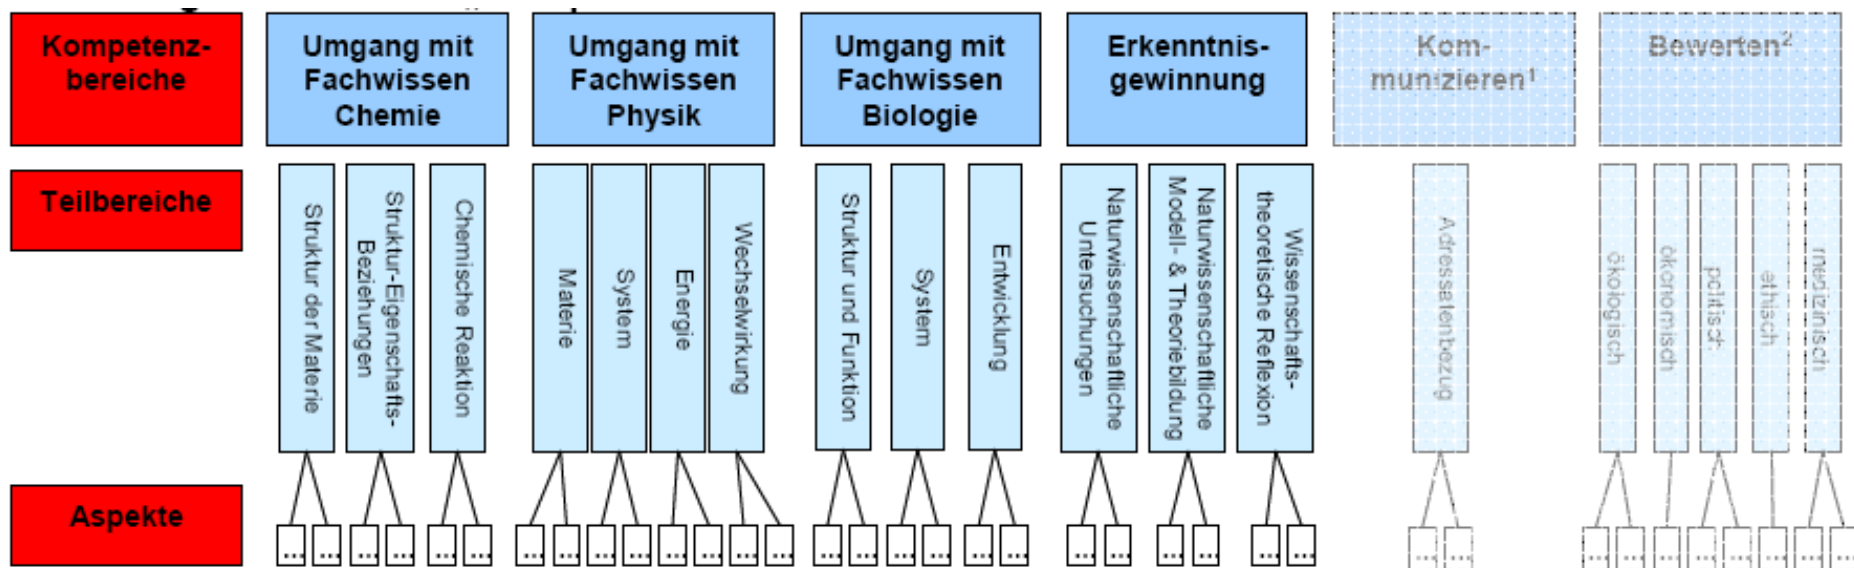 Kompetenz-
bereiche
Umgang mit
Fachwissen
Chemie
Umgang mit
Fachwissen
Physik
Umgang mit
Fachwissen
Biologie
Erkenntnis-
gewinnung
Kom-
munizieren¹
Bewerten²
Teilbereiche
Struktur der Materie
Struktur-Eigenschafts-
Beziehungen
Chemische Reaktion
Materie
System
Energie
Wechselwirkung
Struktur und Funktion
System
Entwicklung
Naturwissenschaftliche
Untersuchungen
Naturwissenschaftliche
Modell- & Theoriebildung
Wissenschafts-
theoretische Reflexion
Adressatenbezug
ökologisch
ökonomisch
politisch
ethisch
medizinisch
Aspekte
... ... ... ... ... ... ... ... ... ... ... ... ... ... ... ... ... ... ... ... ... ... ... ... ... ... ... ... ... ... ... ... ... ... ... ...